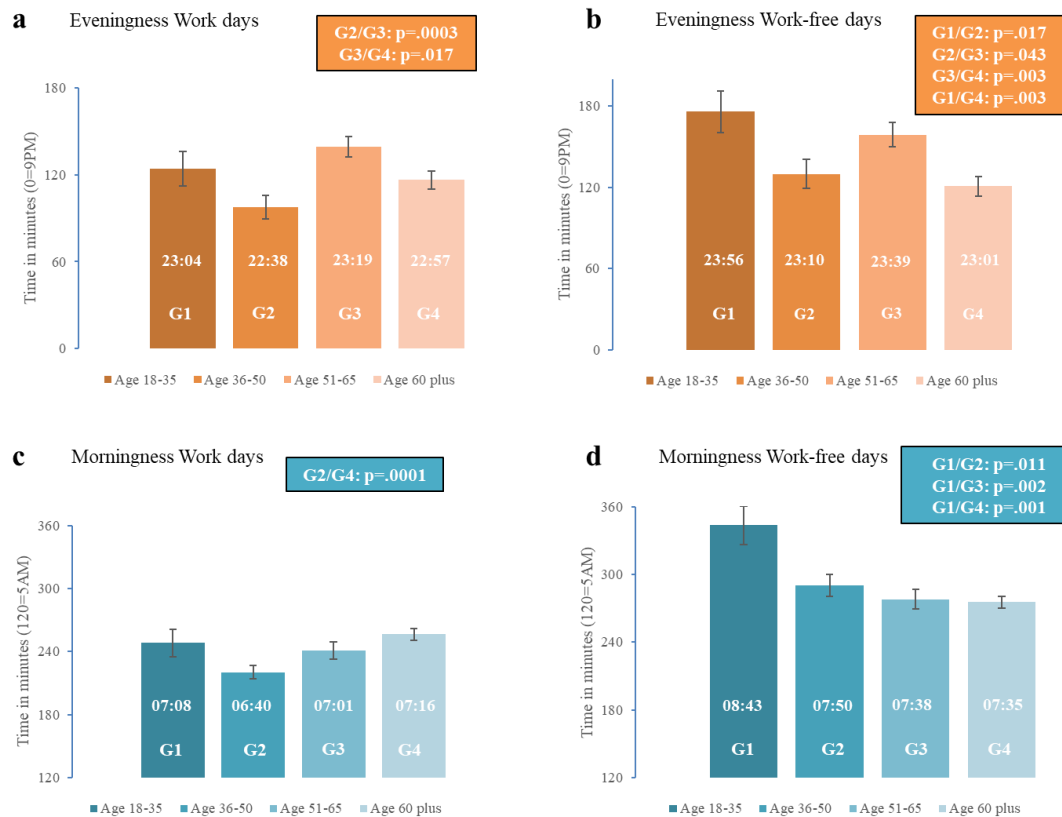 a
Eveningness Work days
G2/G3: p=.0003
G3/G4: p=.017
Time in minutes (0=9PM)
180
120
60
0
23:04
22:38
23:19
22:57
G1
G2
G3
G4
Age 18-35
Age 36-50
Age 51-65
Age 60 plus
b
Eveningness Work-free days
G1/G2: p=.017
G2/G3: p=.043
G3/G4: p=.003
G1/G4: p=.003
Time in minutes (0=9PM)
180
120
60
0
23:56
23:10
23:39
23:01
G1
G2
G3
G4
Age 18-35
Age 36-50
Age 51-65
Age 60 plus
c
Morningness Work days
G2/G4: p=.0001
Time in minutes (120=5AM)
360
300
240
180
120
07:08
06:40
07:01
07:16
G1
G2
G3
G4
Age 18-35
Age 36-50
Age 51-65
Age 60 plus
d
Morningness Work-free days
G1/G2: p=.011
G1/G3: p=.002
G1/G4: p=.001
Time in minutes (120=5AM)
360
300
240
180
120
08:43
07:50
07:38
07:35
G1
G2
G3
G4
Age 18-35
Age 36-50
Age 51-65
Age 60 plus